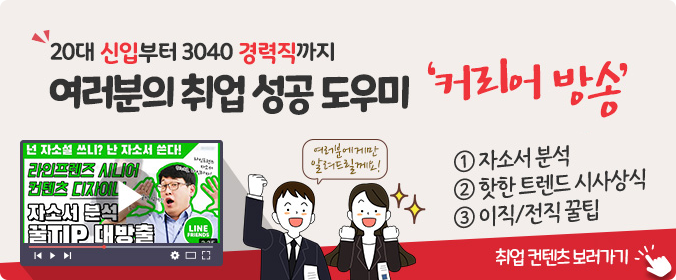 20대 신입부터 3040 경력직까지
여러분의 취업 성공 도우미 ‘커리어 방송’
넌 자소설 쓰니? 난 자소서 쓴다!
라인프렌즈 시니어
컨텐츠 디자이너
자소서 분석
꿀TIP 대방출
LINE
FRIENDS
여러분에게만
알려드릴께요!
① 자소서 분석
② 핫한 트렌드 시사상식
③ 이직/전직 꿀팁
취업 컨텐츠 보러가기